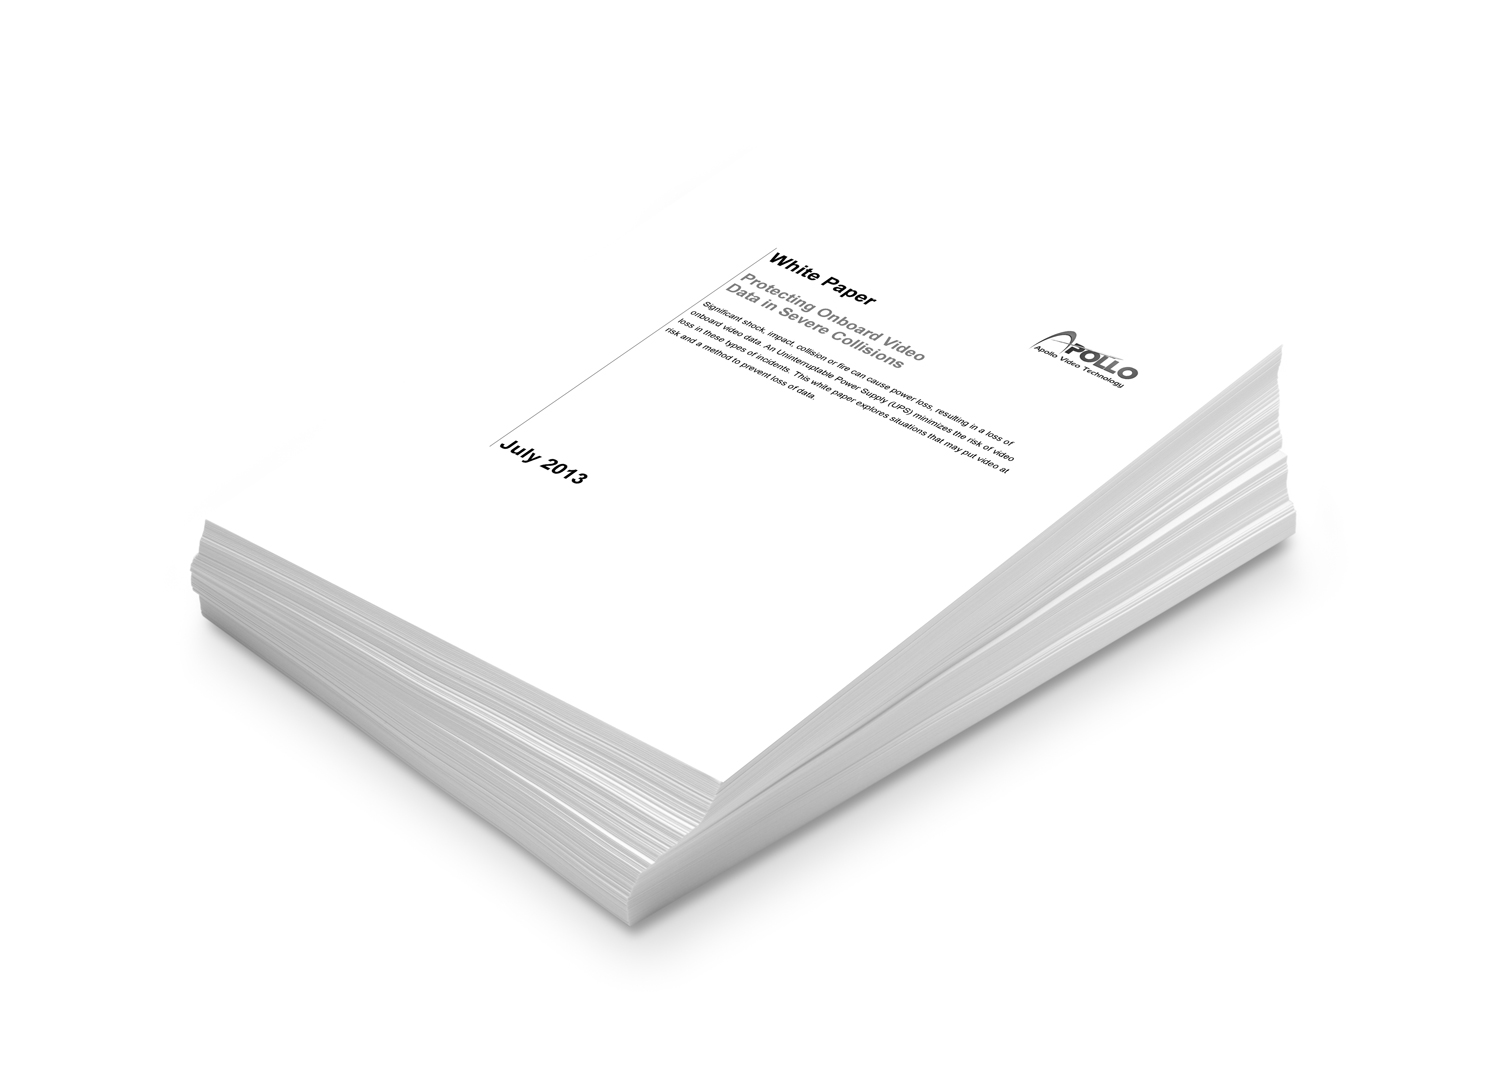 White Paper
Protecting Onboard Video
Data in Severe Collisions
Significant shock, impact, collision or fire can cause power loss, resulting in a loss of
onboard video data. An Uninterruptable Power Supply (UPS) minimizes the risk of video
loss in these types of incidents. This white paper explores situations that may put video at
risk and a method to prevent loss of data.
APOLLO
Apollo Video Technology
July 2013